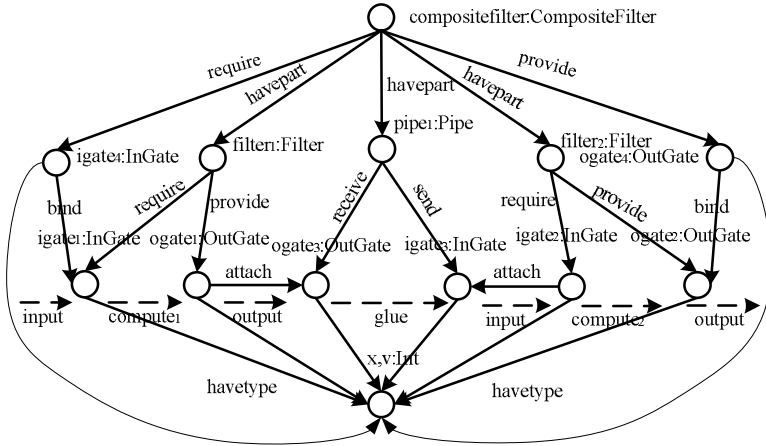 compositefilter:CompositeFilter
require
havepart
havepart
havepart
provide
igate₄:InGate
filter₁:Filter
pipe₁:Pipe
filter₂:Filter
ogate₄:OutGate
bind
require
provide
receive
send
require
provide
bind
igate₁:InGate
ogate₁:OutGate
ogate₃:OutGate
igate₃:InGate
igate₂:InGate
ogate₂:OutGate
attach
attach
input
compute₁
output
glue
input
compute₂
output
x,v:Int
havetype
havetype